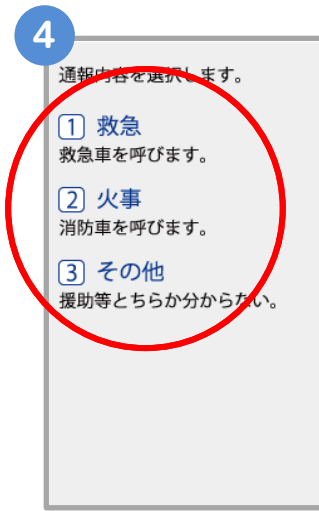 4
通報内容を選択します。
1 救急
救急車を呼びます。
2 火事
消防車を呼びます。
3 その他
援助等とちらか分からない。